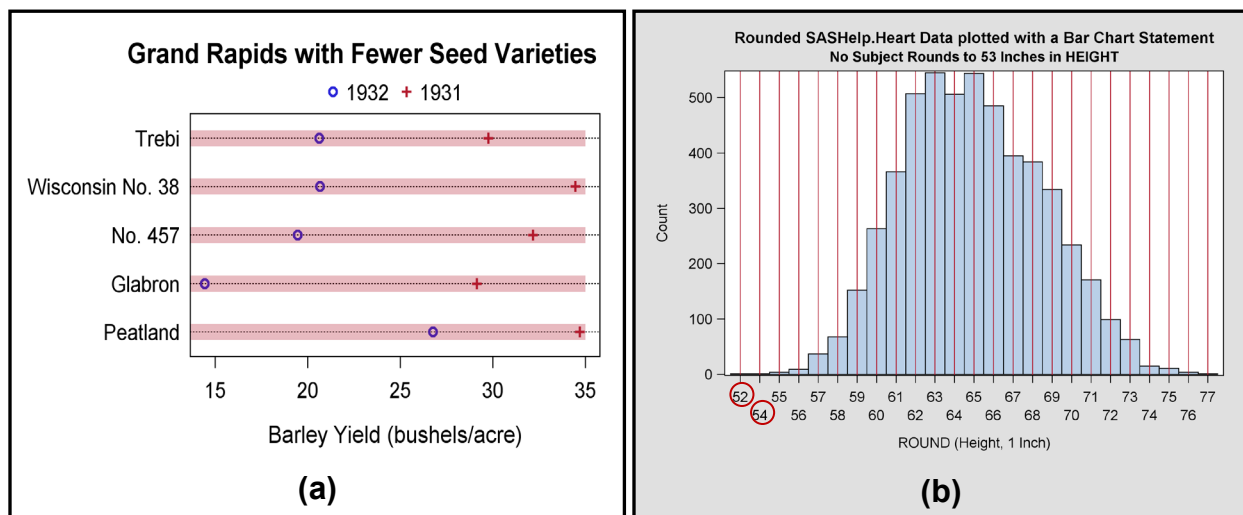 Grand Rapids with Fewer Seed Varieties
1932 1931
Trebi
Wisconsin No. 38
No. 457
Glabron
Peatland
15 20 25 30 35
Barley Yield (bushels/acre)
(a)
Rounded SASHelp.Heart Data plotted with a Bar Chart Statement
No Subject Rounds to 53 Inches in HEIGHT
500
400
300
200
100
0
Count
52 55 57 59 61 63 65 67 69 71 73 75 77
54 56 58 60 62 64 66 68 70 72 74 76
ROUND (Height, 1 Inch)
(b)